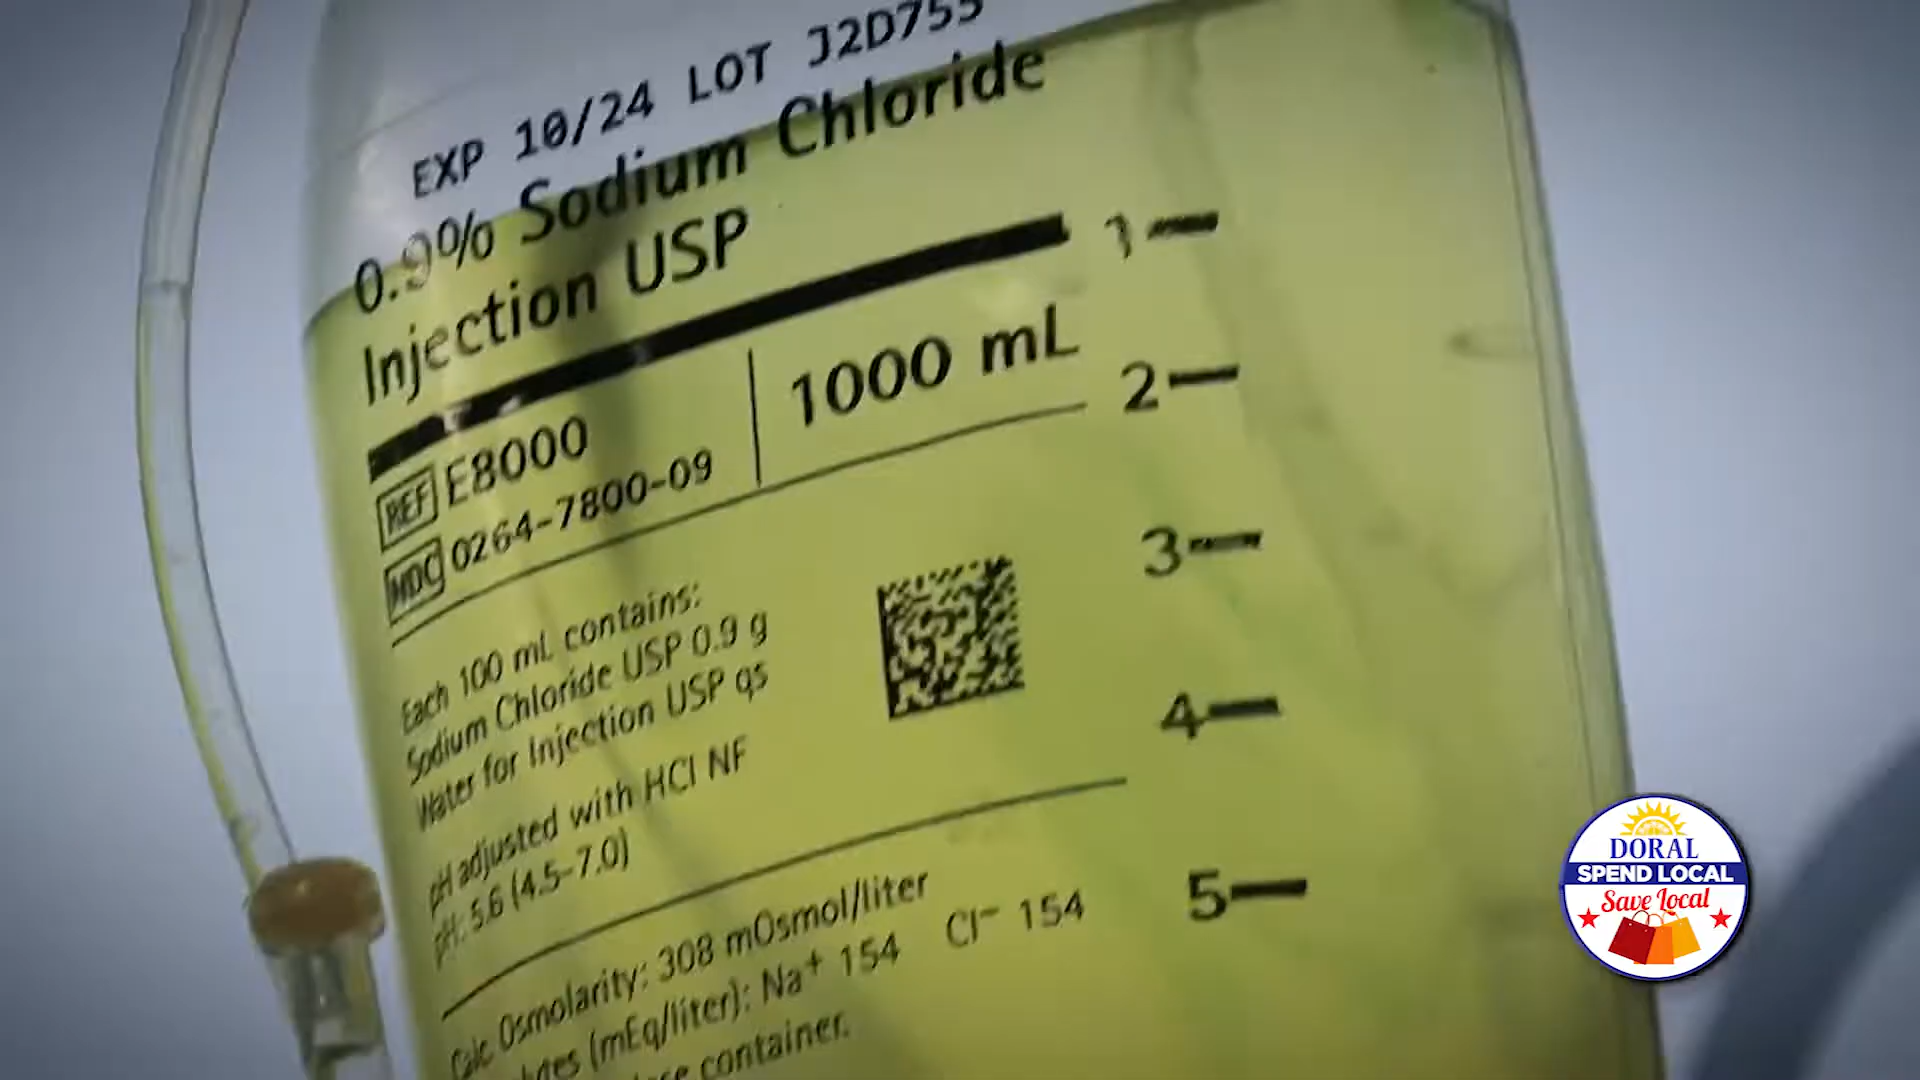 EXP 10/24 LOT J2D755
0.9% Sodium Chloride
Injection USP
REF E8000
1000 mL
NDC 0264-7800-09
Each 100 mL contains:
Sodium Chloride USP 0.9 g
Water for Injection USP qs
pH adjusted with HCl NF
pH: 5.6 (4.5-7.0)
Calc Osmolarity: 308 mOsmol/liter
(mEq/liter): Na+ 154 Cl− 154
container.
1
2
3
4
5
DORAL
SPEND LOCAL
Save Local